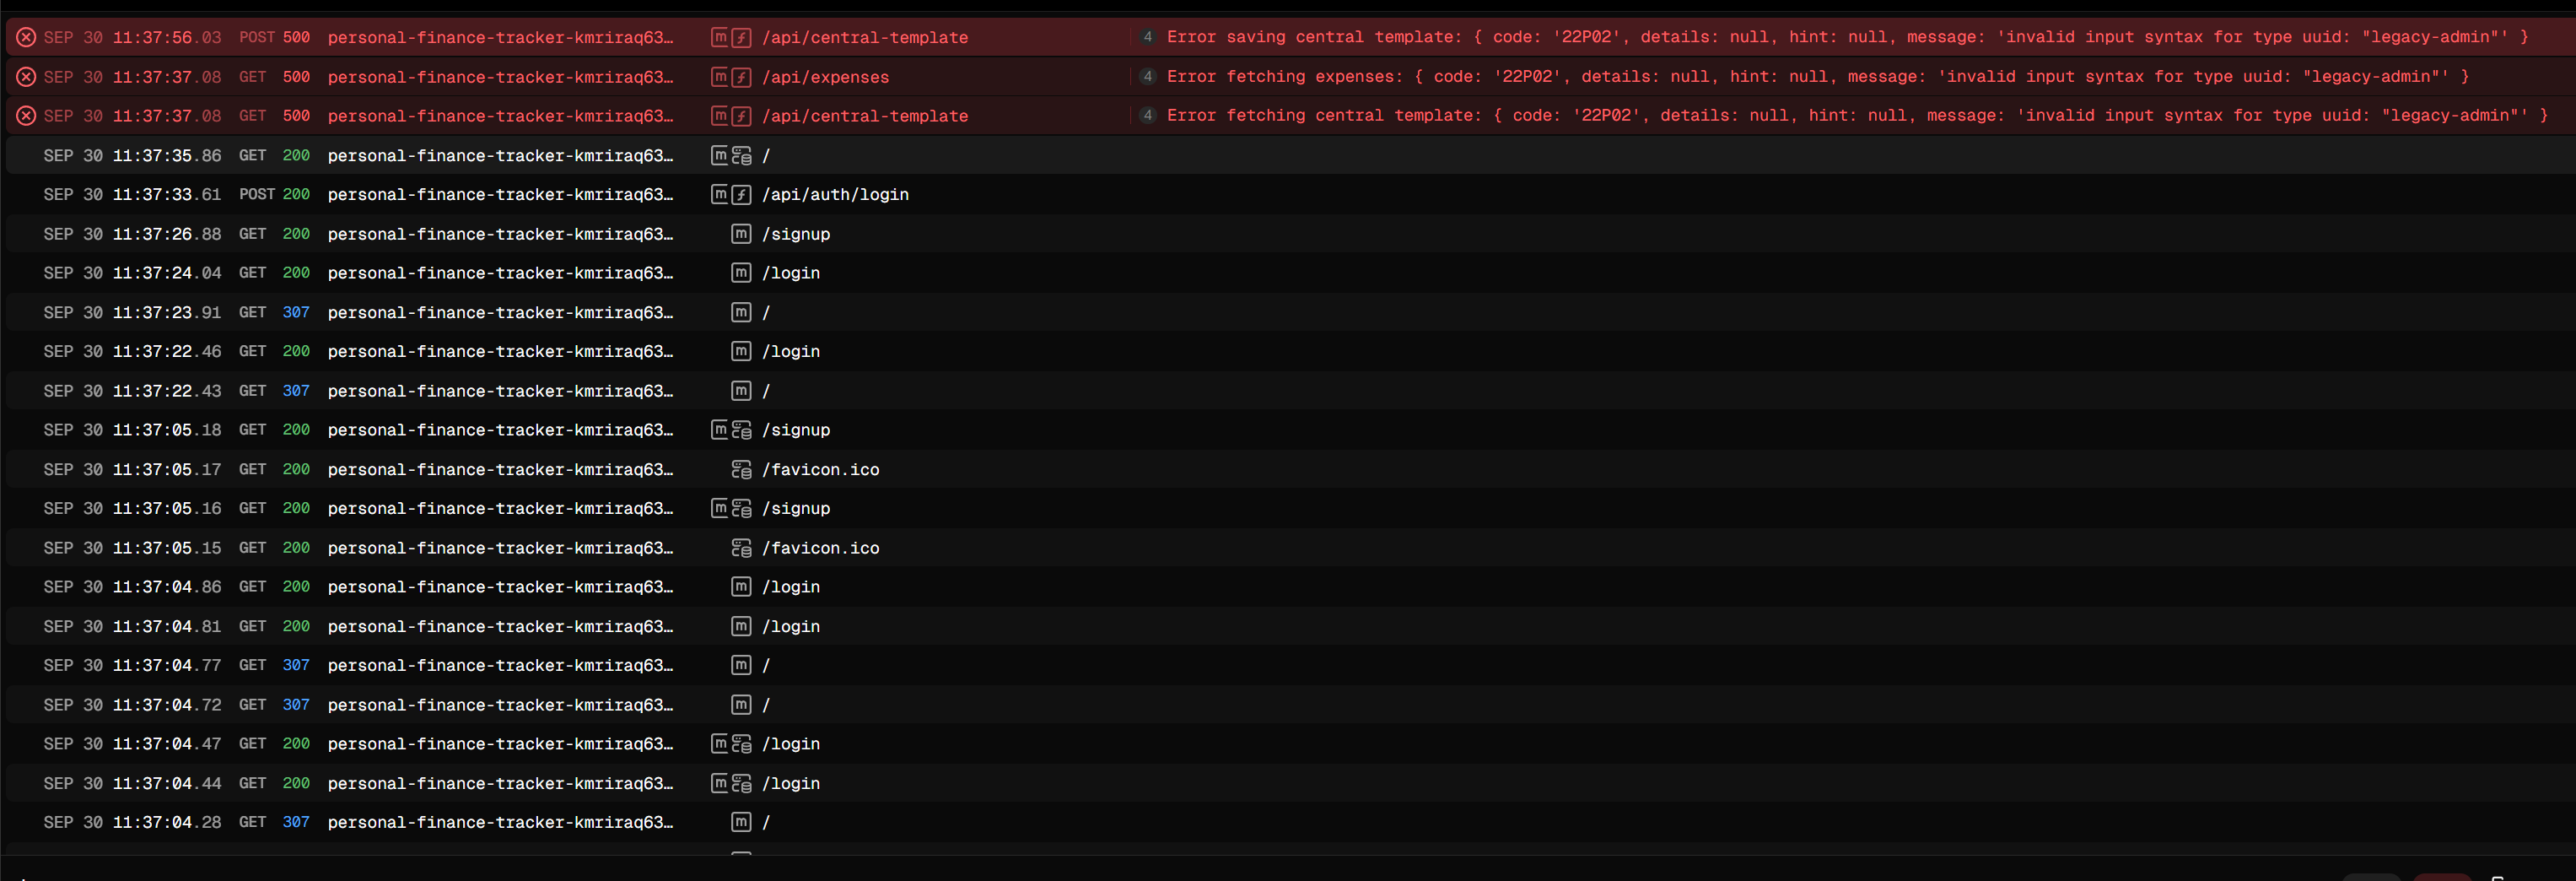 SEP 30 11:37:56.03 POST 500 personal-finance-tracker-kmriraq63… m f /api/central-template 4 Error saving central template: { code: '22P02', details: null, hint: null, message: 'invalid input syntax for type uuid: "legacy-admin"' }
SEP 30 11:37:37.08 GET 500 personal-finance-tracker-kmriraq63… m f /api/expenses 4 Error fetching expenses: { code: '22P02', details: null, hint: null, message: 'invalid input syntax for type uuid: "legacy-admin"' }
SEP 30 11:37:37.08 GET 500 personal-finance-tracker-kmriraq63… m f /api/central-template 4 Error fetching central template: { code: '22P02', details: null, hint: null, message: 'invalid input syntax for type uuid: "legacy-admin"' }
SEP 30 11:37:35.86 GET 200 personal-finance-tracker-kmriraq63… m /
SEP 30 11:37:33.61 POST 200 personal-finance-tracker-kmriraq63… m f /api/auth/login
SEP 30 11:37:26.88 GET 200 personal-finance-tracker-kmriraq63… m /signup
SEP 30 11:37:24.04 GET 200 personal-finance-tracker-kmriraq63… m /login
SEP 30 11:37:23.91 GET 307 personal-finance-tracker-kmriraq63… m /
SEP 30 11:37:22.46 GET 200 personal-finance-tracker-kmriraq63… m /login
SEP 30 11:37:22.43 GET 307 personal-finance-tracker-kmriraq63… m /
SEP 30 11:37:05.18 GET 200 personal-finance-tracker-kmriraq63… m /signup
SEP 30 11:37:05.17 GET 200 personal-finance-tracker-kmriraq63… /favicon.ico
SEP 30 11:37:05.16 GET 200 personal-finance-tracker-kmriraq63… m /signup
SEP 30 11:37:05.15 GET 200 personal-finance-tracker-kmriraq63… /favicon.ico
SEP 30 11:37:04.86 GET 200 personal-finance-tracker-kmriraq63… m /login
SEP 30 11:37:04.81 GET 200 personal-finance-tracker-kmriraq63… m /login
SEP 30 11:37:04.77 GET 307 personal-finance-tracker-kmriraq63… m /
SEP 30 11:37:04.72 GET 307 personal-finance-tracker-kmriraq63… m /
SEP 30 11:37:04.47 GET 200 personal-finance-tracker-kmriraq63… m /login
SEP 30 11:37:04.44 GET 200 personal-finance-tracker-kmriraq63… m /login
SEP 30 11:37:04.28 GET 307 personal-finance-tracker-kmriraq63… m /